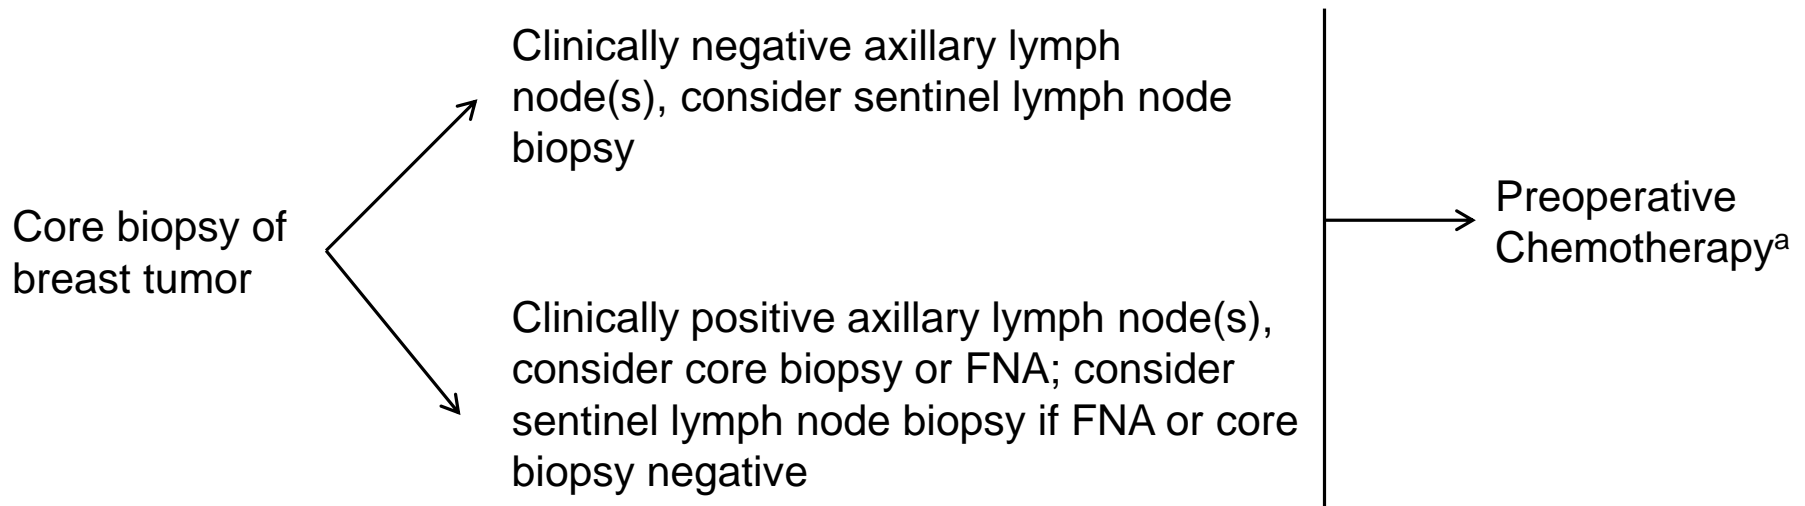 Core biopsy of
breast tumor
Clinically negative axillary lymph
node(s), consider sentinel lymph node
biopsy
Clinically positive axillary lymph node(s),
consider core biopsy or FNA; consider
sentinel lymph node biopsy if FNA or core
biopsy negative
Preoperative
Chemotherapyᵃ